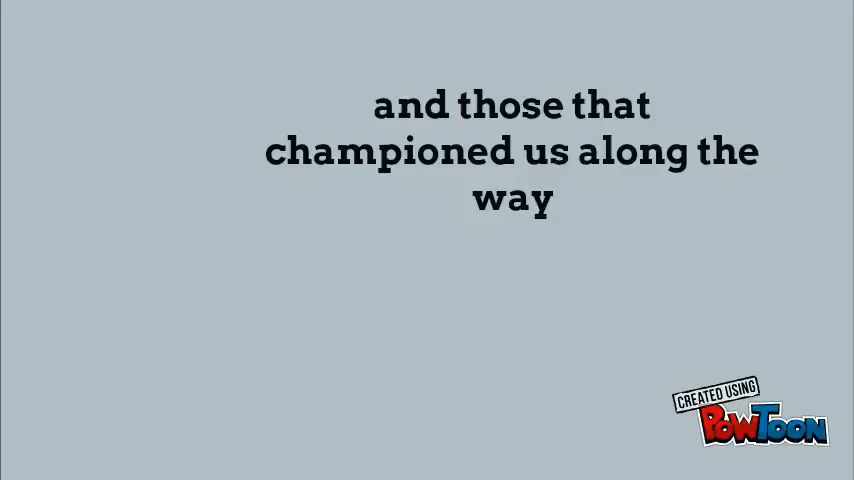 and those that
championed us along the
way
CREATED USING
POWTOON